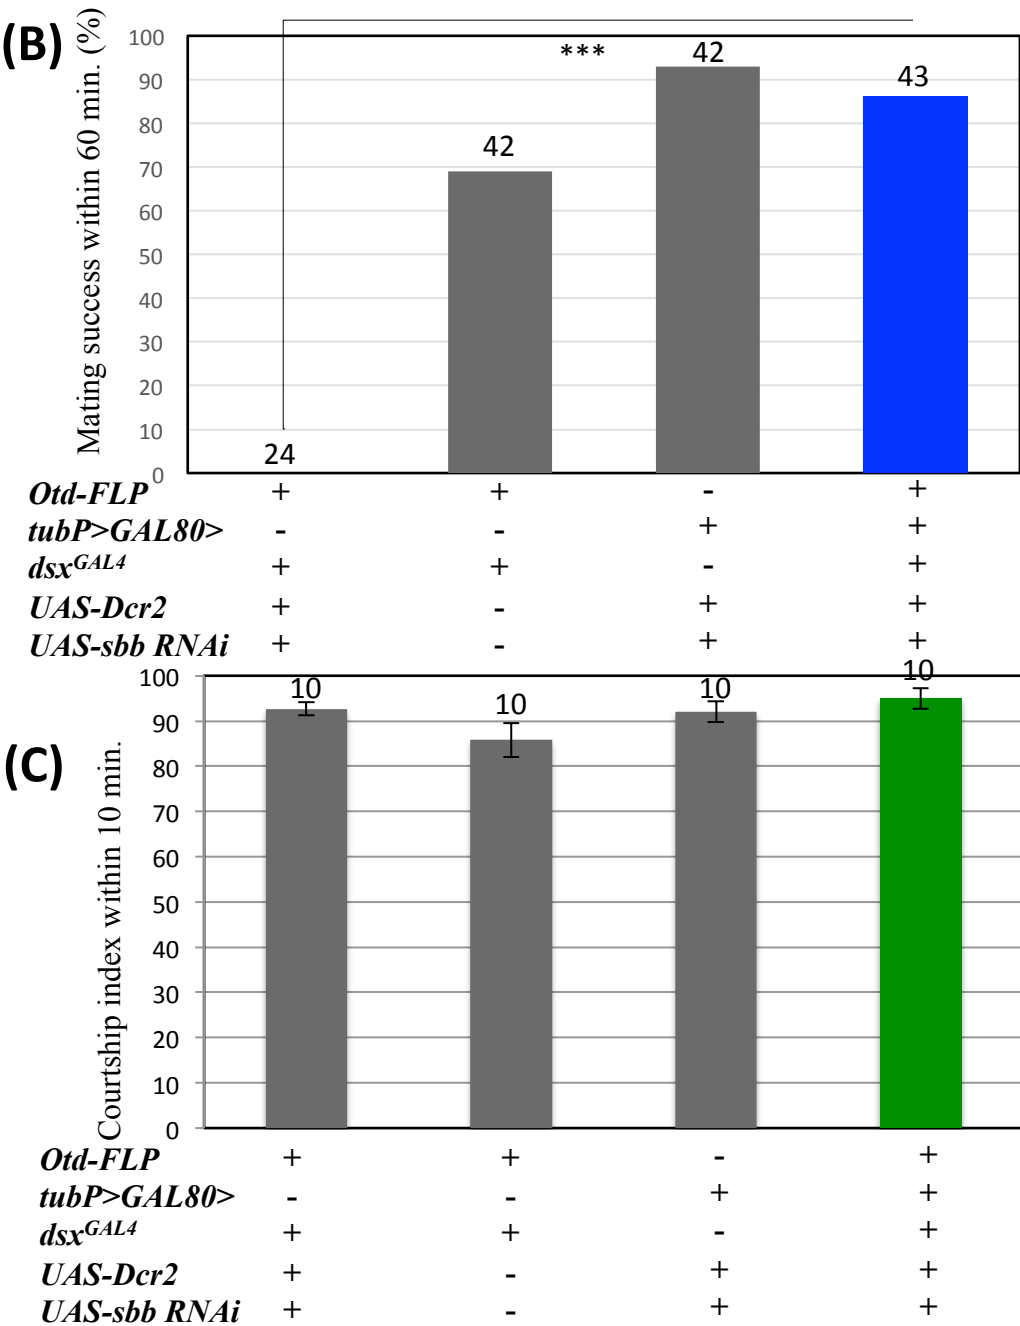 (B)
Mating success within 60 min. (%)
100
90
80
70
60
50
40
30
20
10
0
***
24
42
42
43
Otd-FLP + + - +
tubP>GAL80> - - + +
dsxGAL4 + + - +
UAS-Dcr2 + - + +
UAS-sbb RNAi + - + +
(C)
Courtship index within 10 min.
100
90
80
70
60
50
40
30
20
10
0
10
10
10
10
Otd-FLP + + - +
tubP>GAL80> - - + +
dsxGAL4 + + - +
UAS-Dcr2 + - + +
UAS-sbb RNAi + - + +